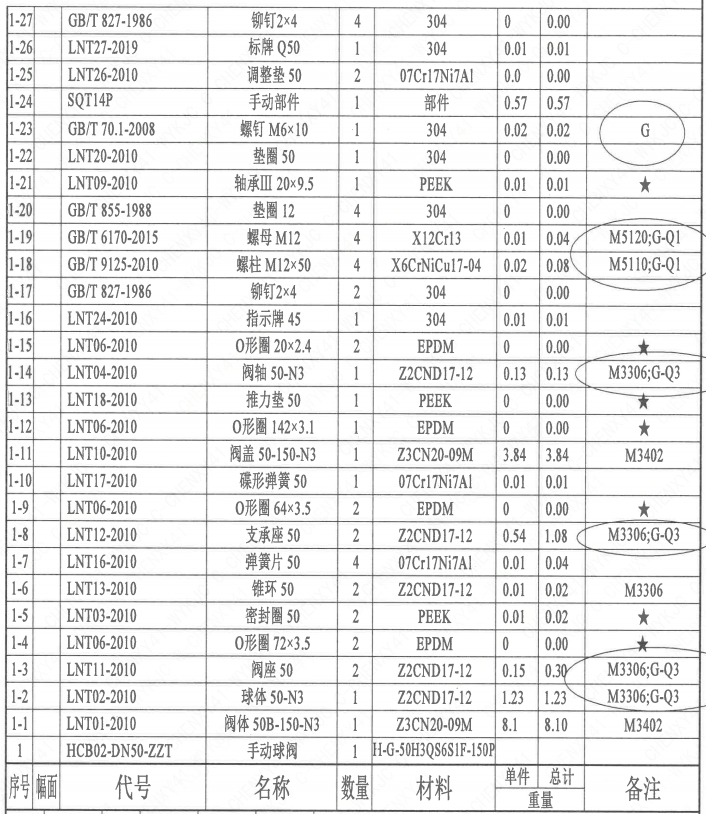 1-27 GB/T 827-1986 铆钉2×4 4 304 0 0.00
1-26 LNT27-2019 标牌 Q50 1 304 0.01 0.01
1-25 LNT26-2010 调整垫 50 2 07Cr17Ni7Al 0.0 0.00
1-24 SQT14P 手动部件 1 部件 0.57 0.57
1-23 GB/T 70.1-2008 螺钉 M6×10 1 304 0.02 0.02 G
1-22 LNT20-2010 垫圈 50 1 304 0 0.00
1-21 LNT09-2010 轴承Ⅲ 20×9.5 1 PEEK 0.01 0.01 ★
1-20 GB/T 855-1988 垫圈 12 4 304 0 0.00
1-19 GB/T 6170-2015 螺母 M12 4 X12Cr13 0.01 0.04 M5120;G-Q1
1-18 GB/T 9125-2010 螺柱 M12×50 4 X6CrNiCu17-04 0.02 0.08 M5110;G-Q1
1-17 GB/T 827-1986 铆钉2×4 2 304 0 0.00
1-16 LNT24-2010 指示牌 45 1 304 0.01 0.01
1-15 LNT06-2010 O形圈 20×2.4 2 EPDM 0 0.00 ★
1-14 LNT04-2010 阀轴 50-N3 1 Z2CND17-12 0.13 0.13 M3306;G-Q3
1-13 LNT18-2010 推力垫 50 1 PEEK 0 0.00 ★
1-12 LNT06-2010 O形圈 142×3.1 1 EPDM 0 0.00 ★
1-11 LNT10-2010 阀盖 50-150-N3 1 Z3CN20-09M 3.84 3.84 M3402
1-10 LNT17-2010 碟形弹簧 50 1 07Cr17Ni7Al 0.01 0.01
1-9 LNT06-2010 O形圈 64×3.5 2 EPDM 0 0.00 ★
1-8 LNT12-2010 支承座 50 2 Z2CND17-12 0.54 1.08 M3306;G-Q3
1-7 LNT16-2010 弹簧片 50 4 07Cr17Ni7Al 0.01 0.04
1-6 LNT13-2010 锥环 50 2 Z2CND17-12 0.01 0.02 M3306
1-5 LNT03-2010 密封圈 50 2 PEEK 0.01 0.02 ★
1-4 LNT06-2010 O形圈 72×3.5 2 EPDM 0 0.00 ★
1-3 LNT11-2010 阀座 50 2 Z2CND17-12 0.15 0.30 M3306;G-Q3
1-2 LNT02-2010 球体 50-N3 1 Z2CND17-12 1.23 1.23 M3306;G-Q3
1-1 LNT01-2010 阀体 50B-150-N3 1 Z3CN20-09M 8.1 8.10 M3402
1 HCB02-DN50-ZZT 手动球阀 1 H-G-50H3QS6S1F-150P
序号 幅面 代号 名称 数量 材料 单件 总计 备注
重量